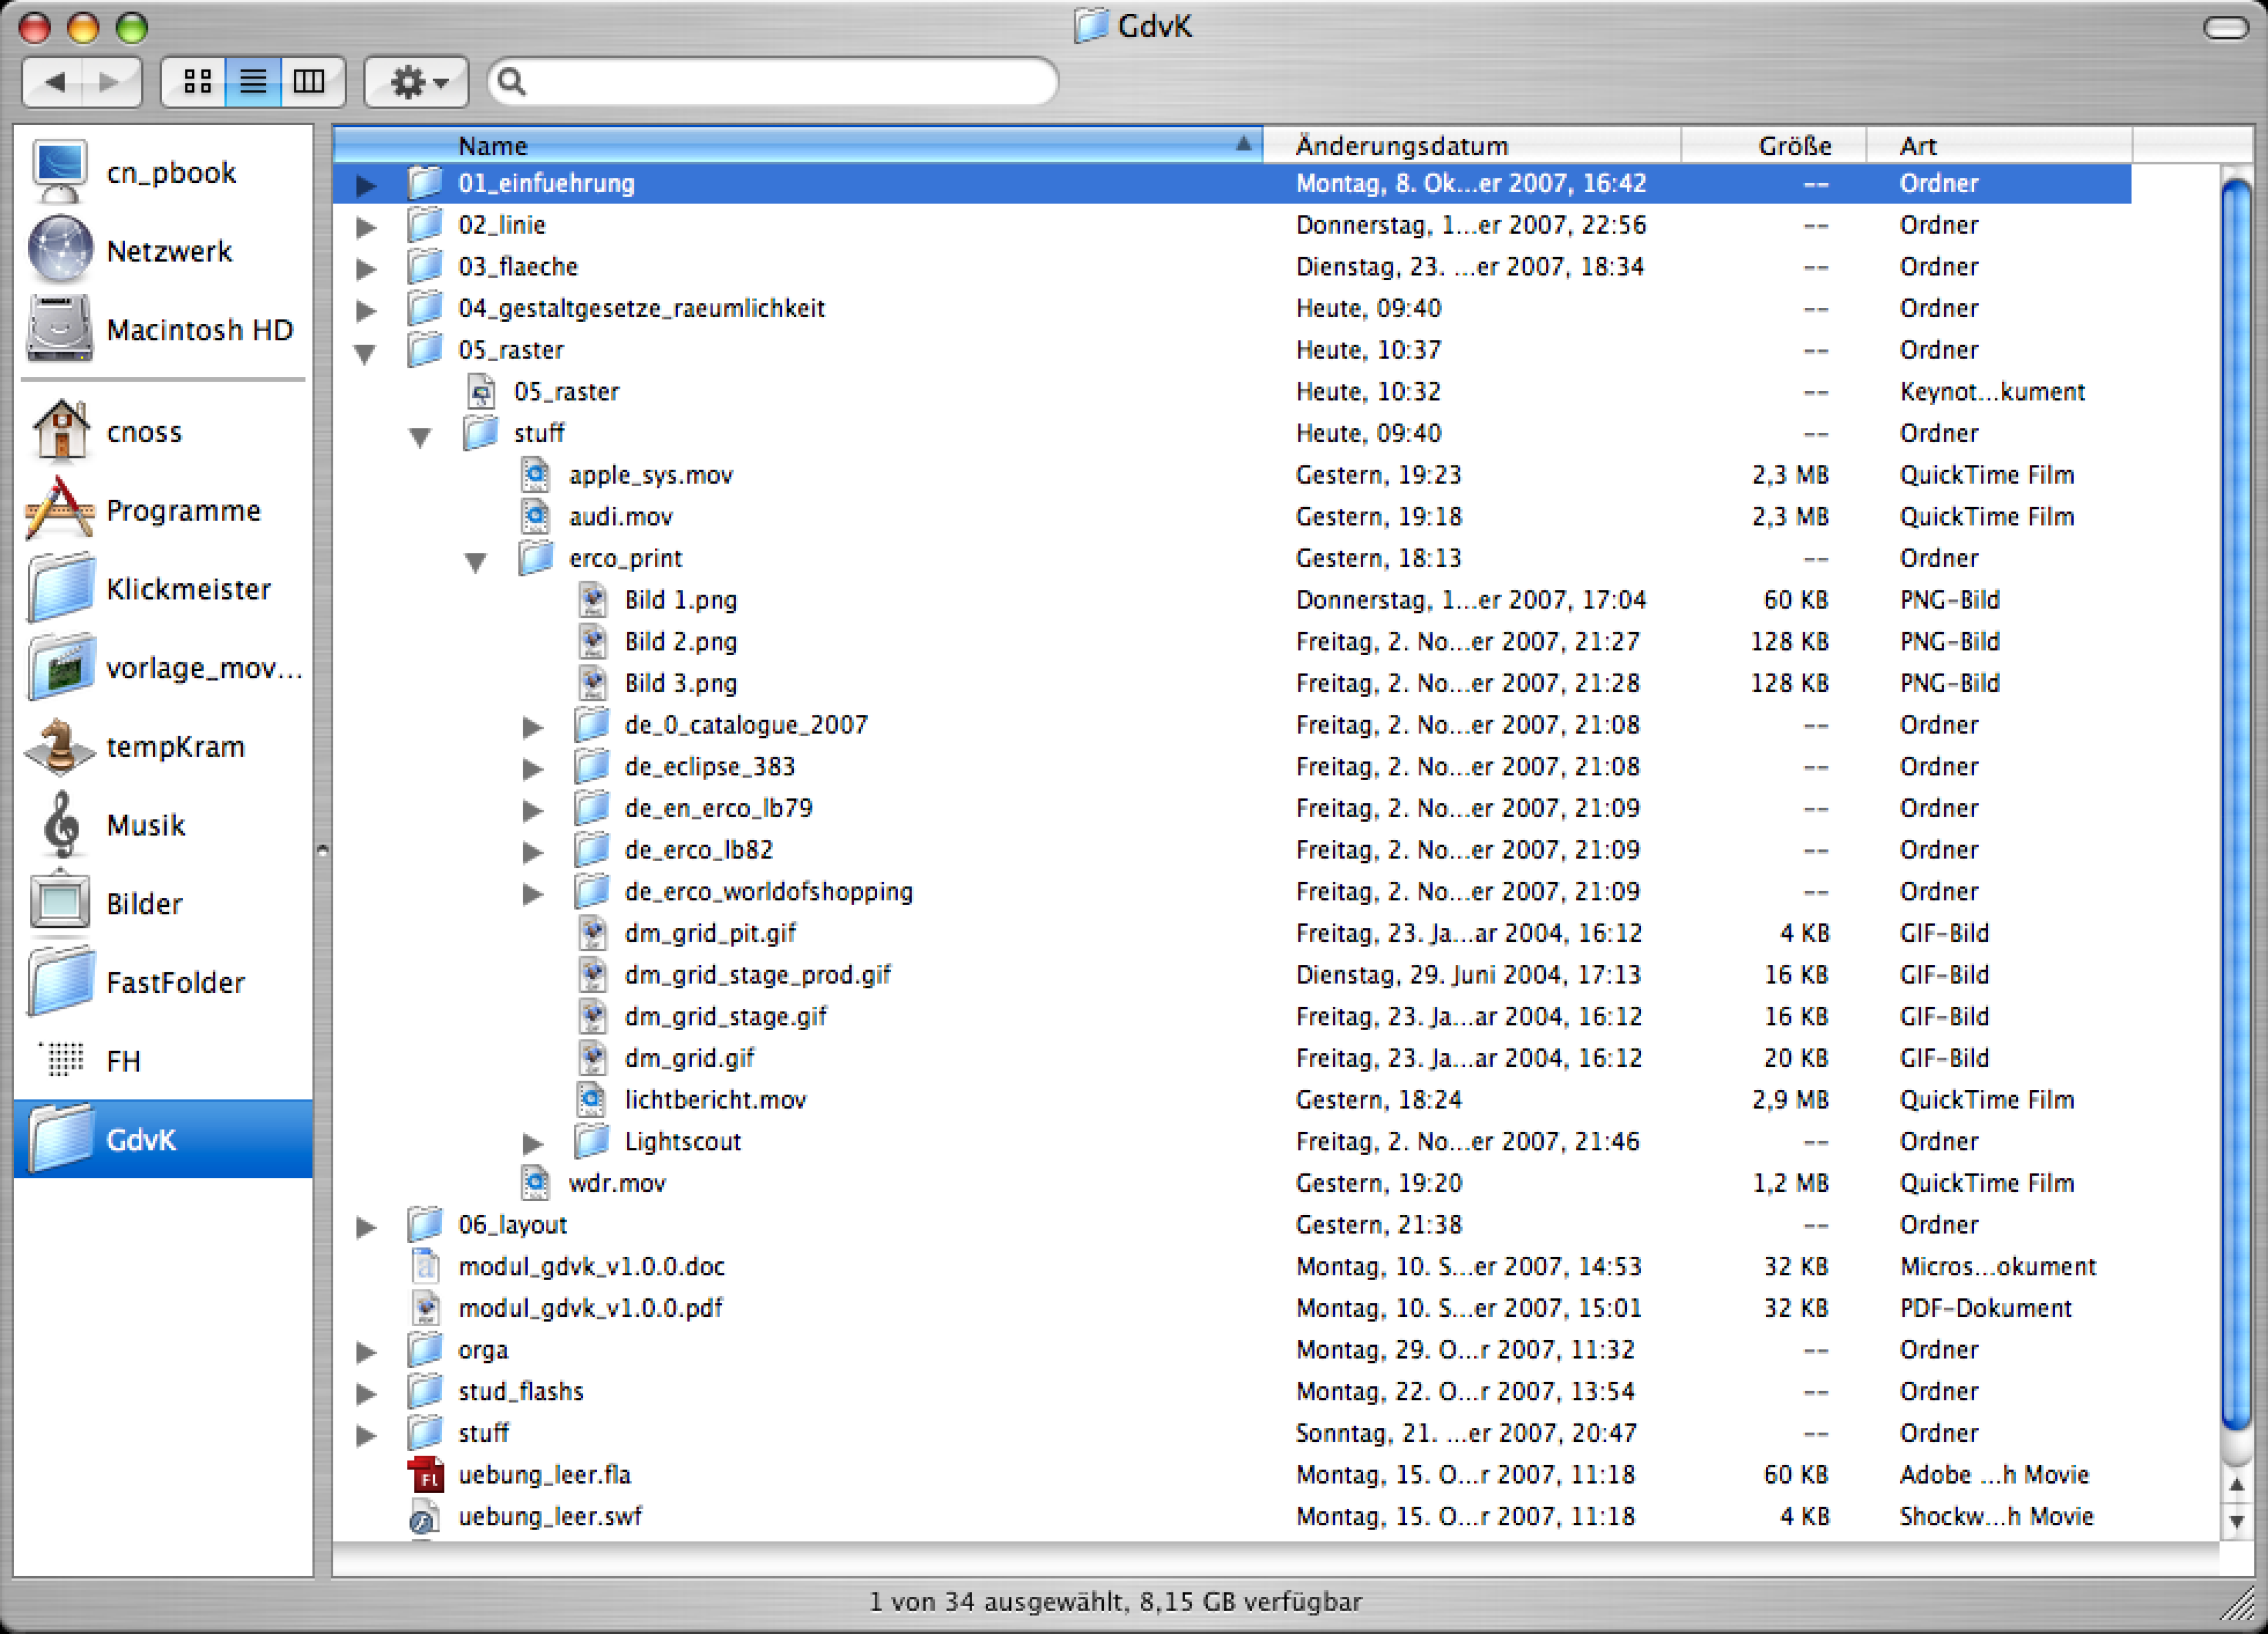 GdvK
cn_pbook
Netzwerk
Macintosh HD
cnoss
Programme
Klickmeister
vorlage_mov...
tempKram
Musik
Bilder
FastFolder
FH
GdvK
Name Änderungsdatum Größe Art
01_einfuehrung Montag, 8. Ok...er 2007, 16:42 -- Ordner
02_linie Donnerstag, 1...er 2007, 22:56 -- Ordner
03_flaeche Dienstag, 23. ...er 2007, 18:34 -- Ordner
04_gestaltgesetze_raeumlichkeit Heute, 09:40 -- Ordner
05_raster Heute, 10:37 -- Ordner
05_raster Heute, 10:32 -- Keynot...kument
stuff Heute, 09:40 -- Ordner
apple_sys.mov Gestern, 19:23 2,3 MB QuickTime Film
audi.mov Gestern, 19:18 2,3 MB QuickTime Film
erco_print Gestern, 18:13 -- Ordner
Bild 1.png Donnerstag, 1...er 2007, 17:04 60 KB PNG-Bild
Bild 2.png Freitag, 2. No...er 2007, 21:27 128 KB PNG-Bild
Bild 3.png Freitag, 2. No...er 2007, 21:28 128 KB PNG-Bild
de_0_catalogue_2007 Freitag, 2. No...er 2007, 21:08 -- Ordner
de_eclipse_383 Freitag, 2. No...er 2007, 21:08 -- Ordner
de_en_erco_lb79 Freitag, 2. No...er 2007, 21:09 -- Ordner
de_erco_lb82 Freitag, 2. No...er 2007, 21:09 -- Ordner
de_erco_worldofshopping Freitag, 2. No...er 2007, 21:09 -- Ordner
dm_grid_pit.gif Freitag, 23. Ja...ar 2004, 16:12 4 KB GIF-Bild
dm_grid_stage_prod.gif Dienstag, 29. Juni 2004, 17:13 16 KB GIF-Bild
dm_grid_stage.gif Freitag, 23. Ja...ar 2004, 16:12 16 KB GIF-Bild
dm_grid.gif Freitag, 23. Ja...ar 2004, 16:12 20 KB GIF-Bild
lichtbericht.mov Gestern, 18:24 2,9 MB QuickTime Film
Lightscout Freitag, 2. No...er 2007, 21:46 -- Ordner
wdr.mov Gestern, 19:20 1,2 MB QuickTime Film
06_layout Gestern, 21:38 -- Ordner
modul_gdvk_v1.0.0.doc Montag, 10. S...er 2007, 14:53 32 KB Micros...okument
modul_gdvk_v1.0.0.pdf Montag, 10. S...er 2007, 15:01 32 KB PDF-Dokument
orga Montag, 29. O...r 2007, 11:32 -- Ordner
stud_flashs Montag, 22. O...r 2007, 13:54 -- Ordner
stuff Sonntag, 21. ...er 2007, 20:47 -- Ordner
uebung_leer.fla Montag, 15. O...r 2007, 11:18 60 KB Adobe ...h Movie
uebung_leer.swf Montag, 15. O...r 2007, 11:18 4 KB Shockw...h Movie
1 von 34 ausgewählt, 8,15 GB verfügbar